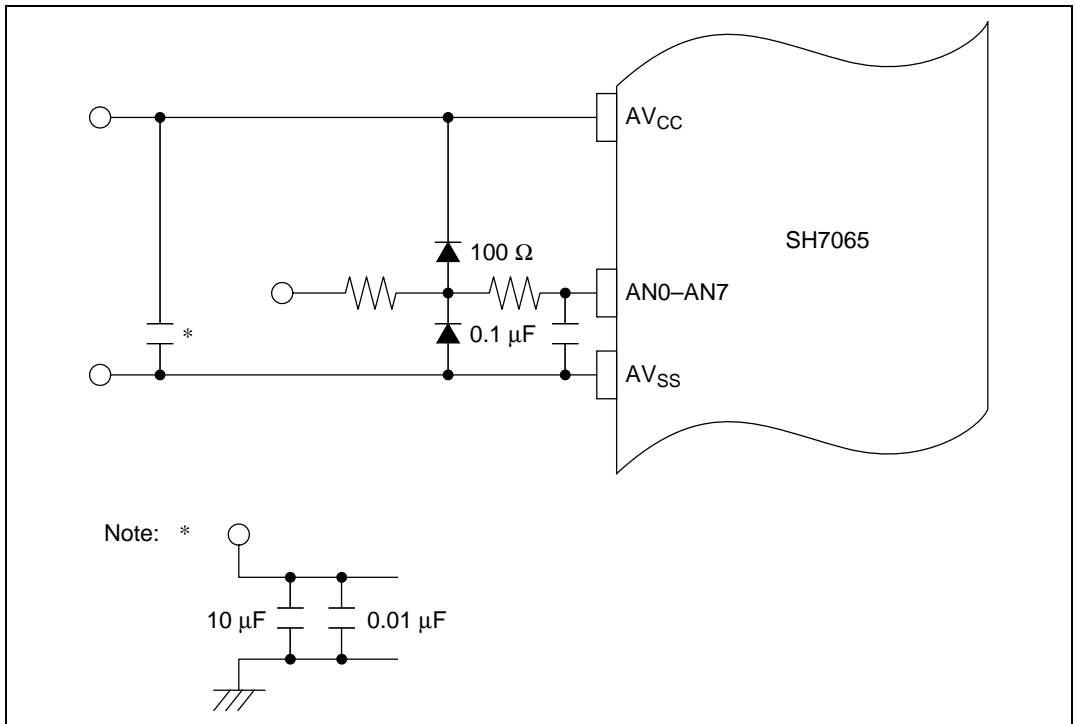 AVCC
100 Ω
SH7065
AN0–AN7
* 0.1 μF
AVSS
Note: *
10 μF 0.01 μF